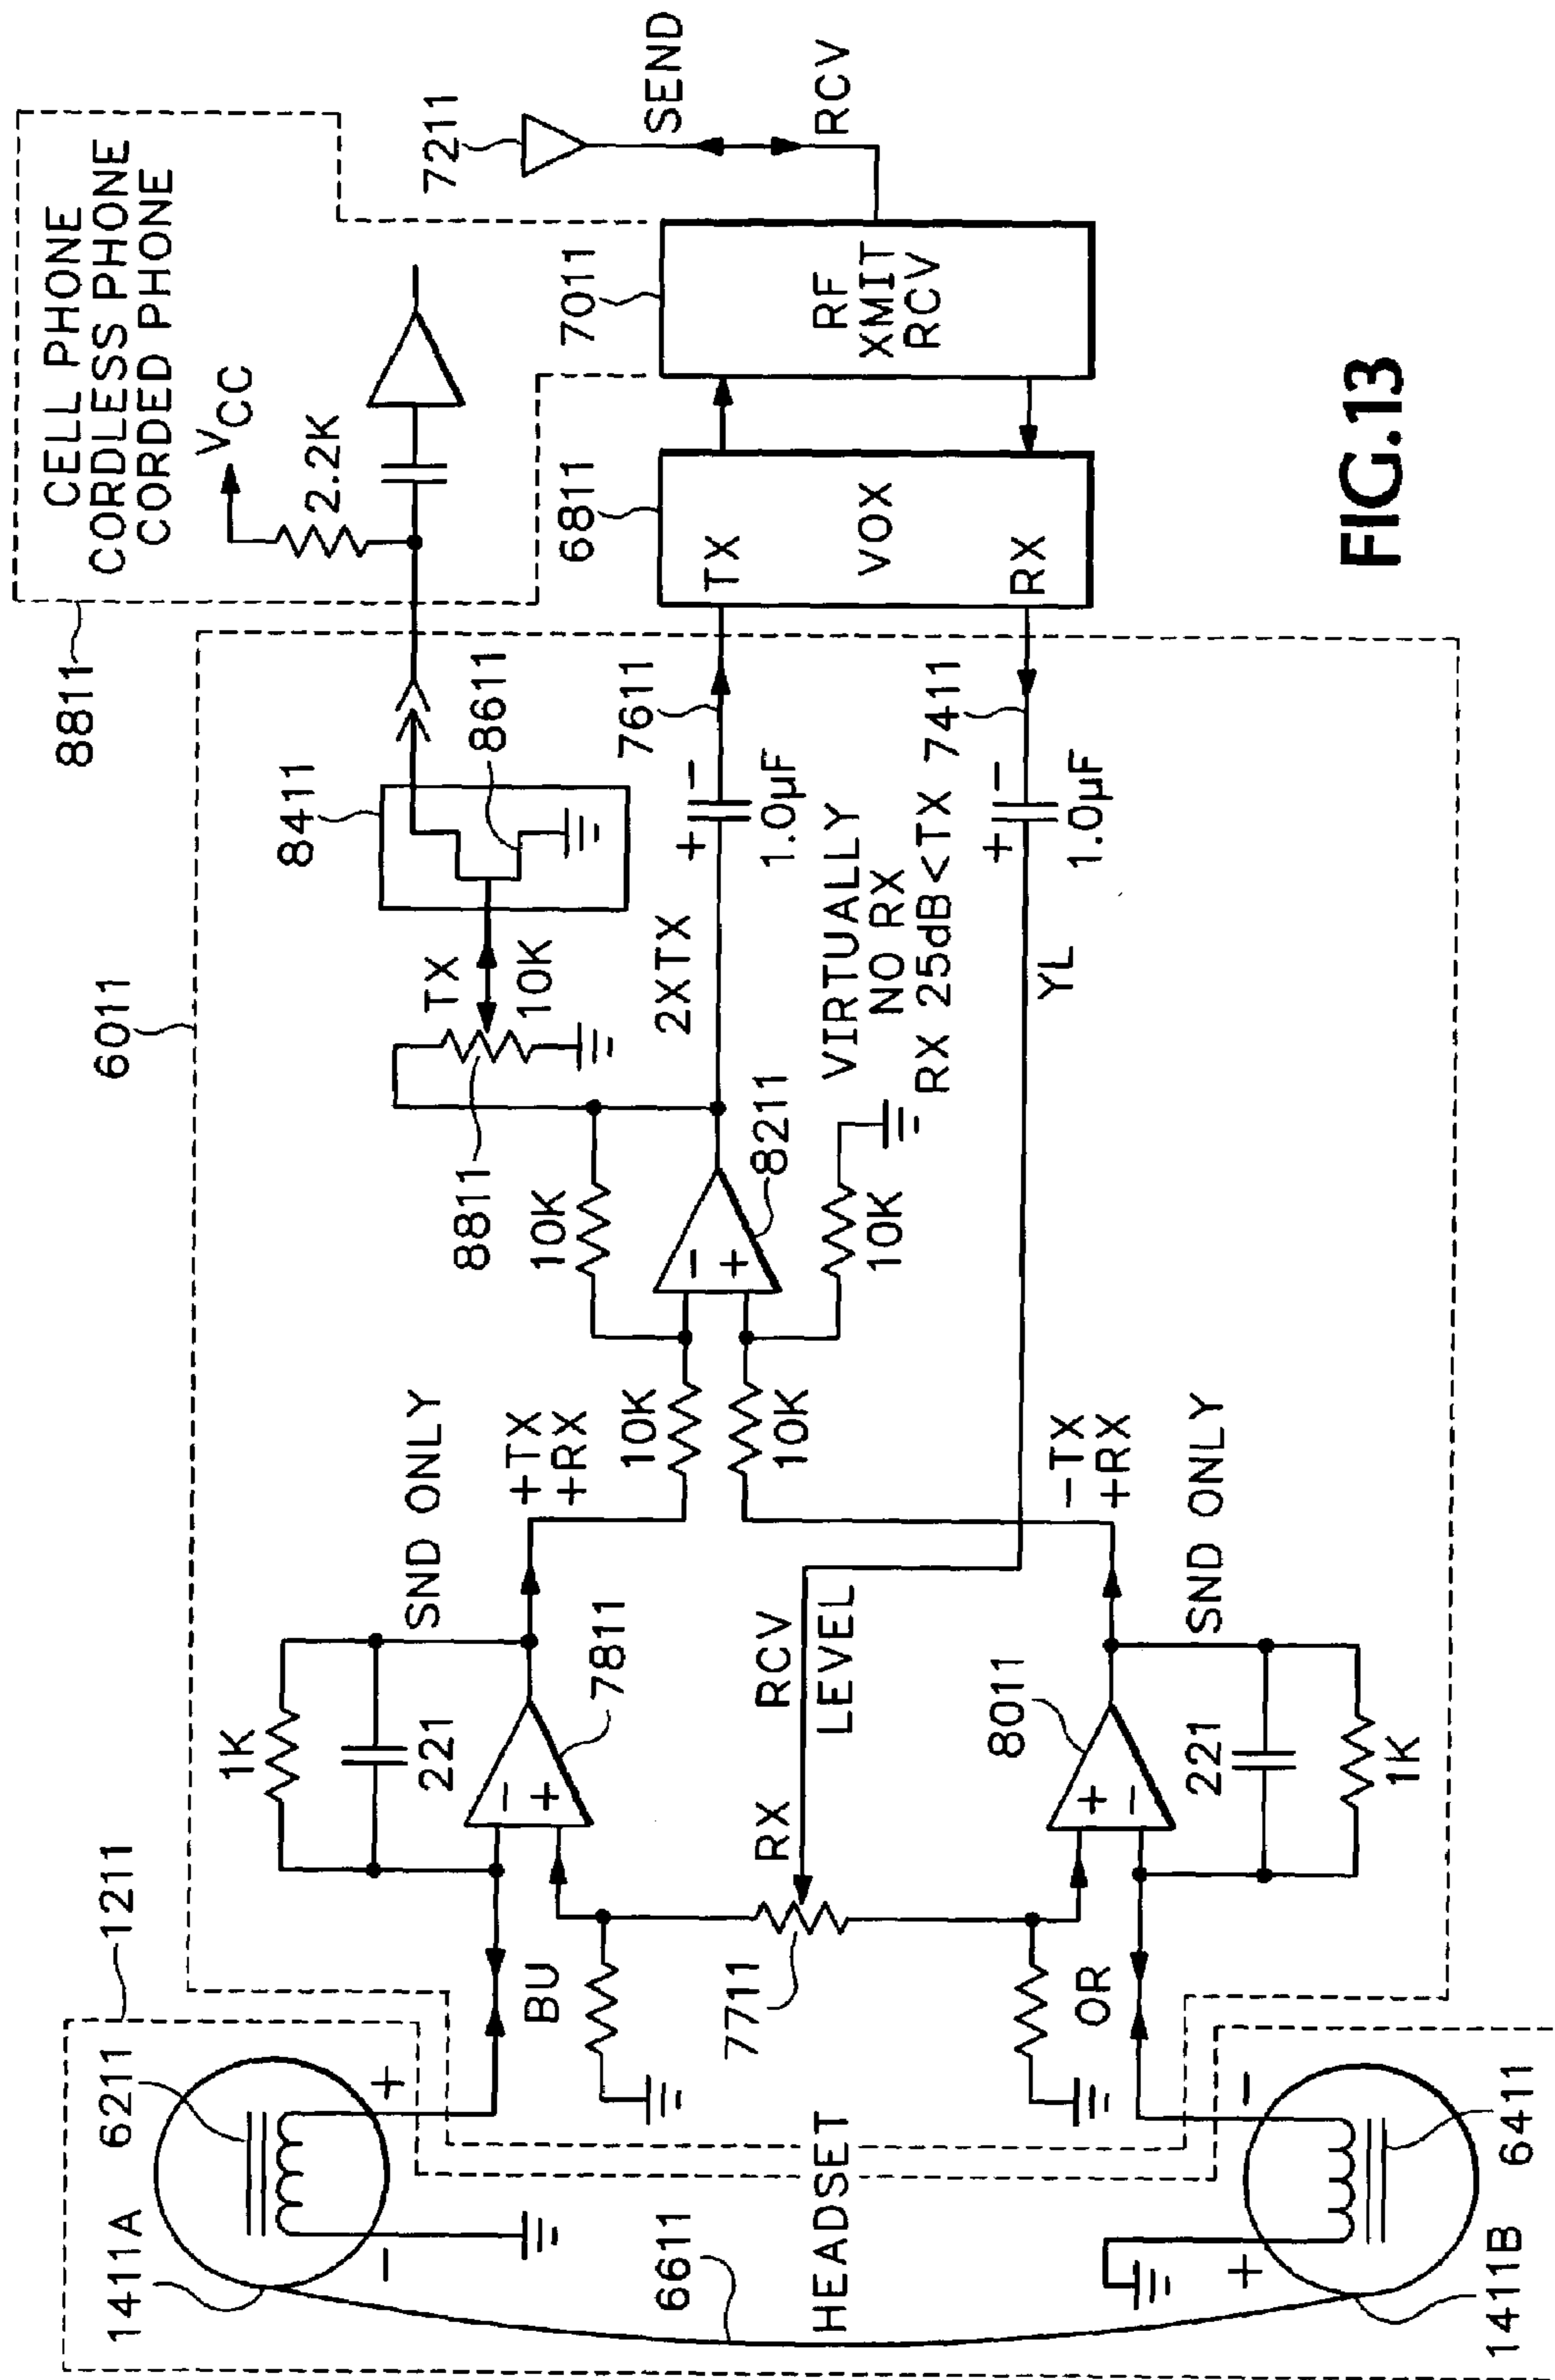 8811
CELL PHONE
CORDLESS PHONE
CORDED PHONE
VCC
2.2K
7211
SEND
RCV
7011
RF
XMIT
RCV
6811
TX
VOX
RX
6011
8411
8611
TX
10K
8811
7611
+ −
1.0µF
2XTX
VIRTUALLY
NO RX
RX 25dB<TX
7411
+ −
1.0µF
YL
10K
8211
−
+
10K
10K
10K
SND ONLY
+TX
+RX
−TX
+RX
SND ONLY
1K
221
7811
−
+
RCV
LEVEL
RX
7711
8011
+
−
221
1K
BU
OR
1211
6211
1411A
−
+
HEADSET
6611
+
−
6411
1411B
FIG.13